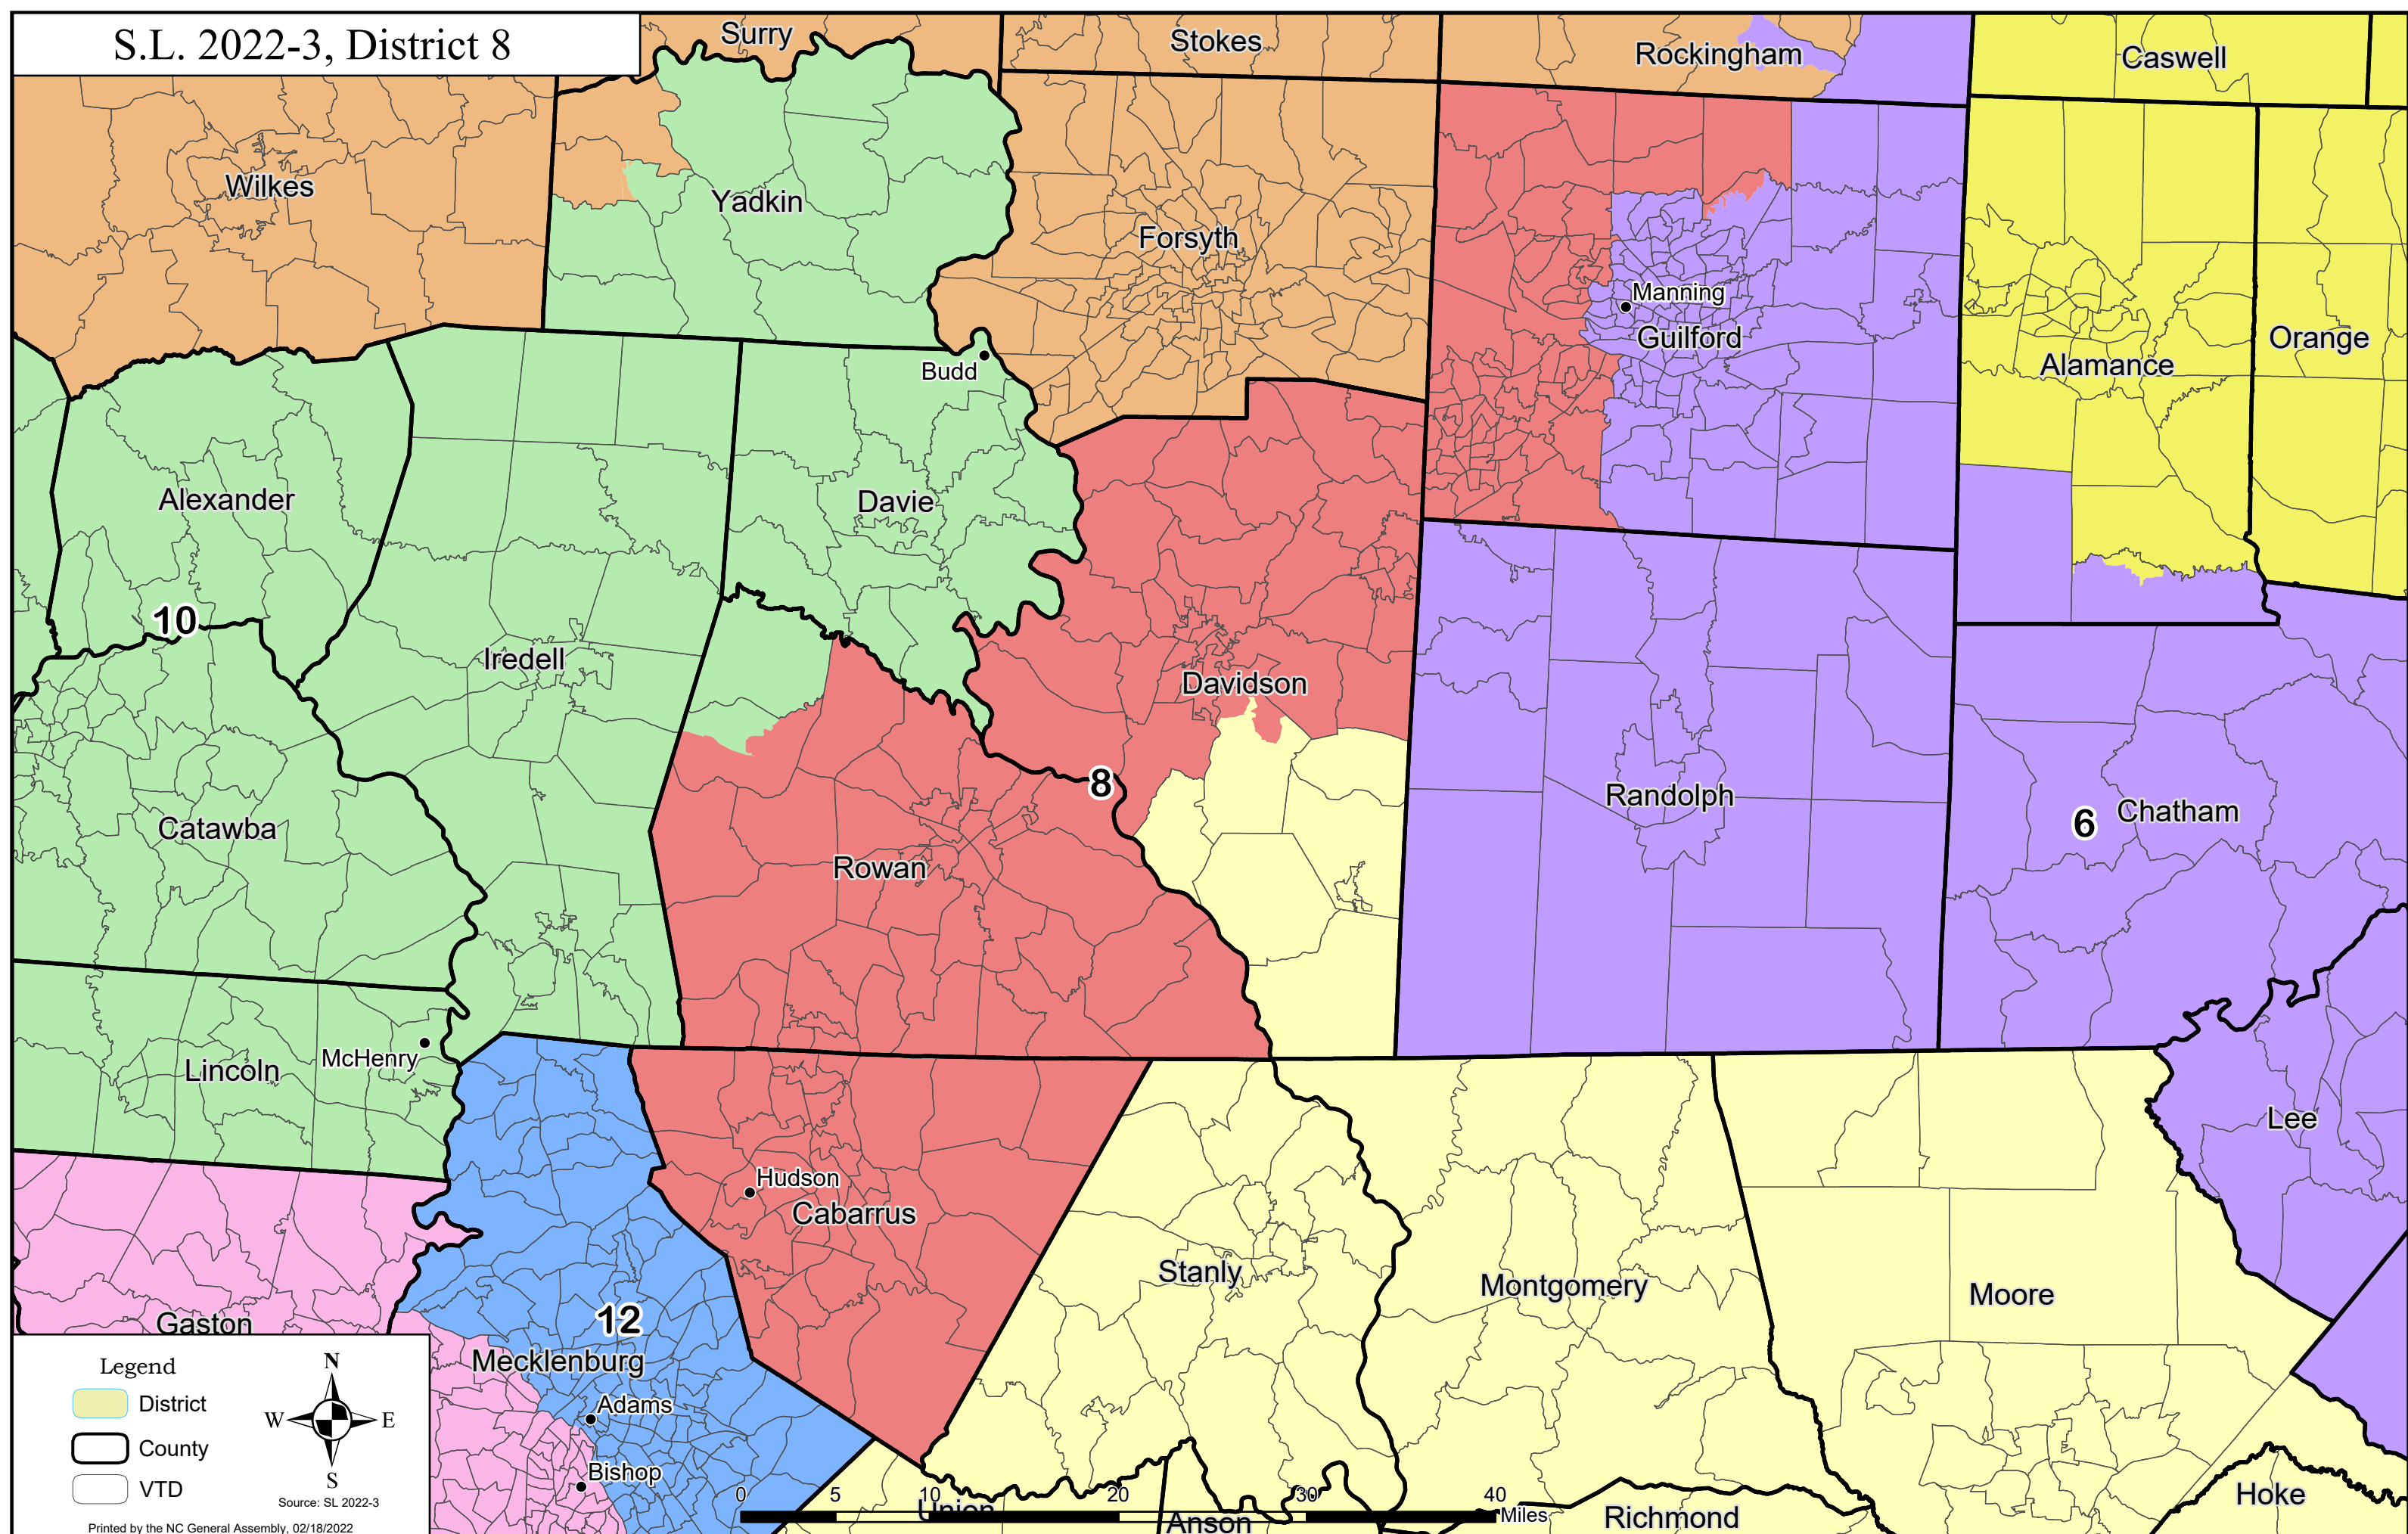 S.L. 2022-3, District 8
Surry
Stokes
Rockingham
Caswell
Wilkes
Yadkin
Forsyth
Manning
Guilford
Orange
Alamance
Budd
Alexander
Davie
10
Iredell
Davidson
8
Randolph
6
Chatham
Catawba
Rowan
McHenry
Lincoln
Lee
Hudson
Cabarrus
Stanly
Montgomery
Moore
Gaston
12
Mecklenburg
Adams
Bishop
Union
Anson
Richmond
Hoke
Legend
District
County
VTD
N
W
E
S
Source: SL 2022-3
Printed by the NC General Assembly, 02/18/2022
0 5 10 20 30 40
Miles